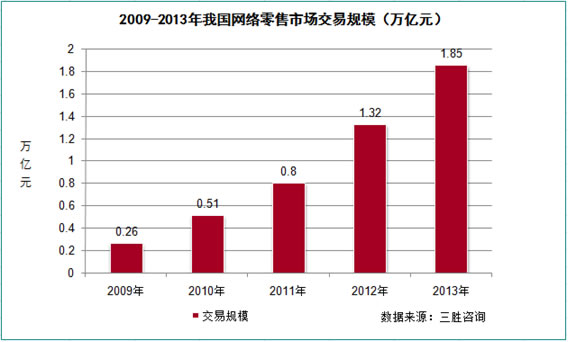 2009-2013年我国网络零售市场交易规模（万亿元）
2
1.8
1.6
1.4
1.2
1
0.8
0.6
0.4
0.2
0
万
亿
元
0.26
0.51
0.8
1.32
1.85
2009年
2010年
2011年
2012年
2013年
交易规模
数据来源：三胜咨询